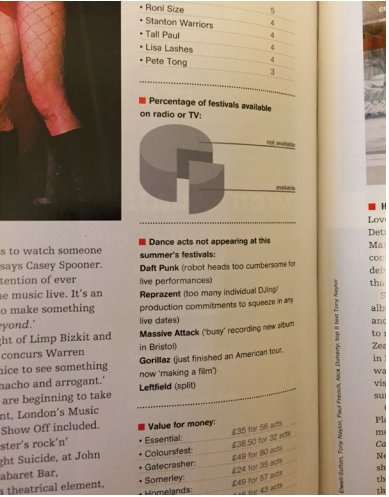 • Roni Size 5
• Stanton Warriors 4
• Tall Paul 4
• Lisa Lashes 4
• Pete Tong 3
Percentage of festivals available
on radio or TV:
not available
available
Dance acts not appearing at this
summer's festivals:
Daft Punk (robot heads too cumbersome for
live performances)
Reprazent (too many individual DJing/
production commitments to squeeze in any
live dates)
Massive Attack ('busy' recording new album
in Bristol)
Gorillaz (just finished an American tour,
now 'making a film')
Leftfield (split)
Value for money:
• Essential: £35 for 56 acts
• Coloursfest: £38.50 for 32 acts
• Gatecrasher: £49 for 80 acts
• Somerley: £24 for 35 acts
• Homelands: £49 for 57 acts
for 43 acts
s to watch someone
says Casey Spooner.
tention of ever
e music live. It's an
o make something
eyond.'
ght of Limp Bizkit and
concurs Warren
nice to see something
nacho and arrogant.'
are beginning to take
nt, London's Music
Show Off included.
ster's rock'n'
ght Suicide, at John
abaret Bar,
theatrical element,
Ewell-Sutton, Tony Naylor, Paul French, Nick Doherty, top 5 text Tony Naylor
H
Love
Detr